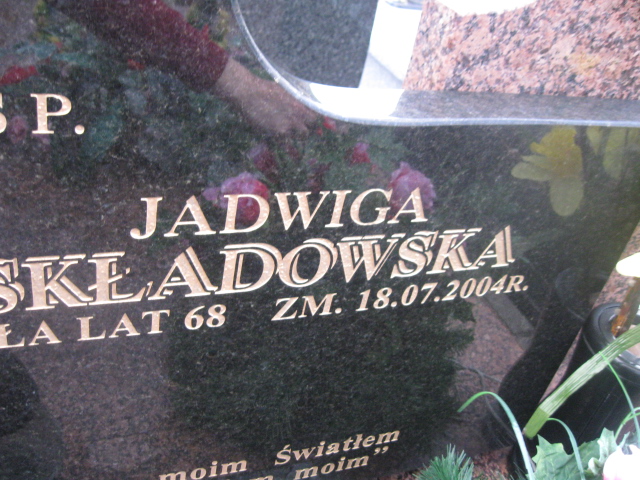 Ś P.
JADWIGA
SKŁADOWSKA
ŁA LAT 68 ZM. 18.07.2004R.
moim Światłem
moim"